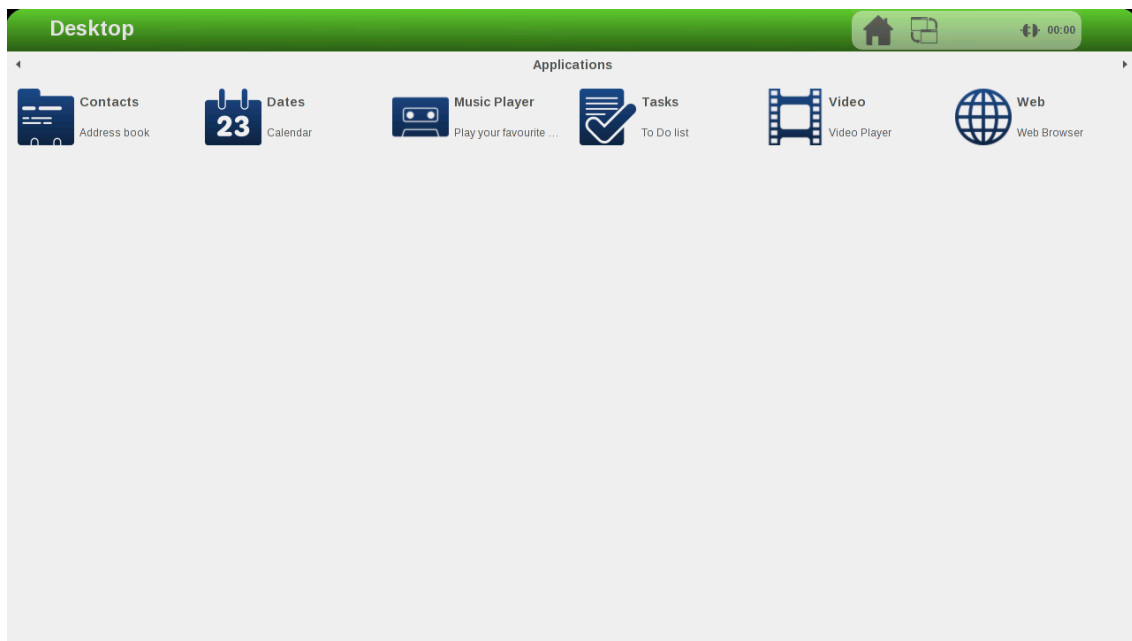 Desktop
00:00
Applications
Contacts
Address book
23
Dates
Calendar
Music Player
Play your favourite ...
Tasks
To Do list
Video
Video Player
Web
Web Browser